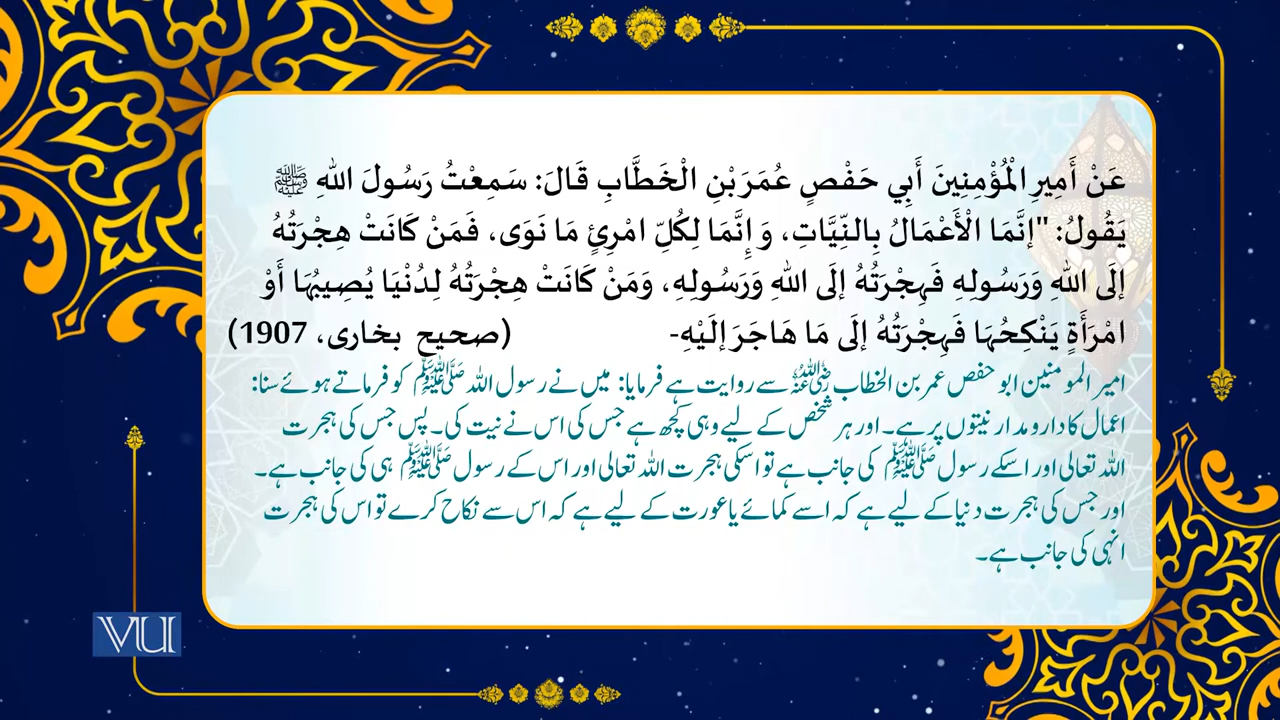 عَنْ أَمِيرِ الْمُؤْمِنِينَ أَبِي حَفْصٍ عُمَرَبْنِ الْخَطَّابِ قَالَ: سَمِعْتُ رَسُولَ اللهِ ﷺ
يَقُولُ: "إنَّمَا الْأَعْمَالُ بِالنِّيَّاتِ، وَإِنَّمَا لِكُلِّ امْرِئٍ مَا نَوَى، فَمَنْ كَانَتْ هِجْرَتُهُ
إلَى اللهِ وَرَسُولِهِ فَهِجْرَتُهُ إلَى اللهِ وَرَسُولِهِ، وَمَنْ كَانَتْ هِجْرَتُهُ لِدُنْيَا يُصِيبُهَا أَوْ
امْرَأَةٍ يَنْكِحُهَا فَهِجْرَتُهُ إلَى مَا هَاجَرَ إلَيْهِ- (صحیح بخاری، 1907)
امیر المومنین ابو حفص عمر بن الخطاب رضی اللہ عنہ سے روایت ہے فرمایا: میں نے رسول اللہ ﷺ کو فرماتے ہوئے سنا:
اعمال کا دارومدار نیتوں پر ہے۔ اور ہر شخص کے لیے وہی کچھ ہے جس کی اس نے نیت کی۔ پس جس کی ہجرت
اللہ تعالی اور اسکے رسول ﷺ کی جانب ہے تو اسکی ہجرت اللہ تعالی اور اس کے رسول ﷺ ہی کی جانب ہے۔
اور جس کی ہجرت دنیا کے لیے ہے کہ اسے کمائے یا عورت کے لیے ہے کہ اس سے نکاح کرے تو اس کی ہجرت
انہی کی جانب ہے۔
VU